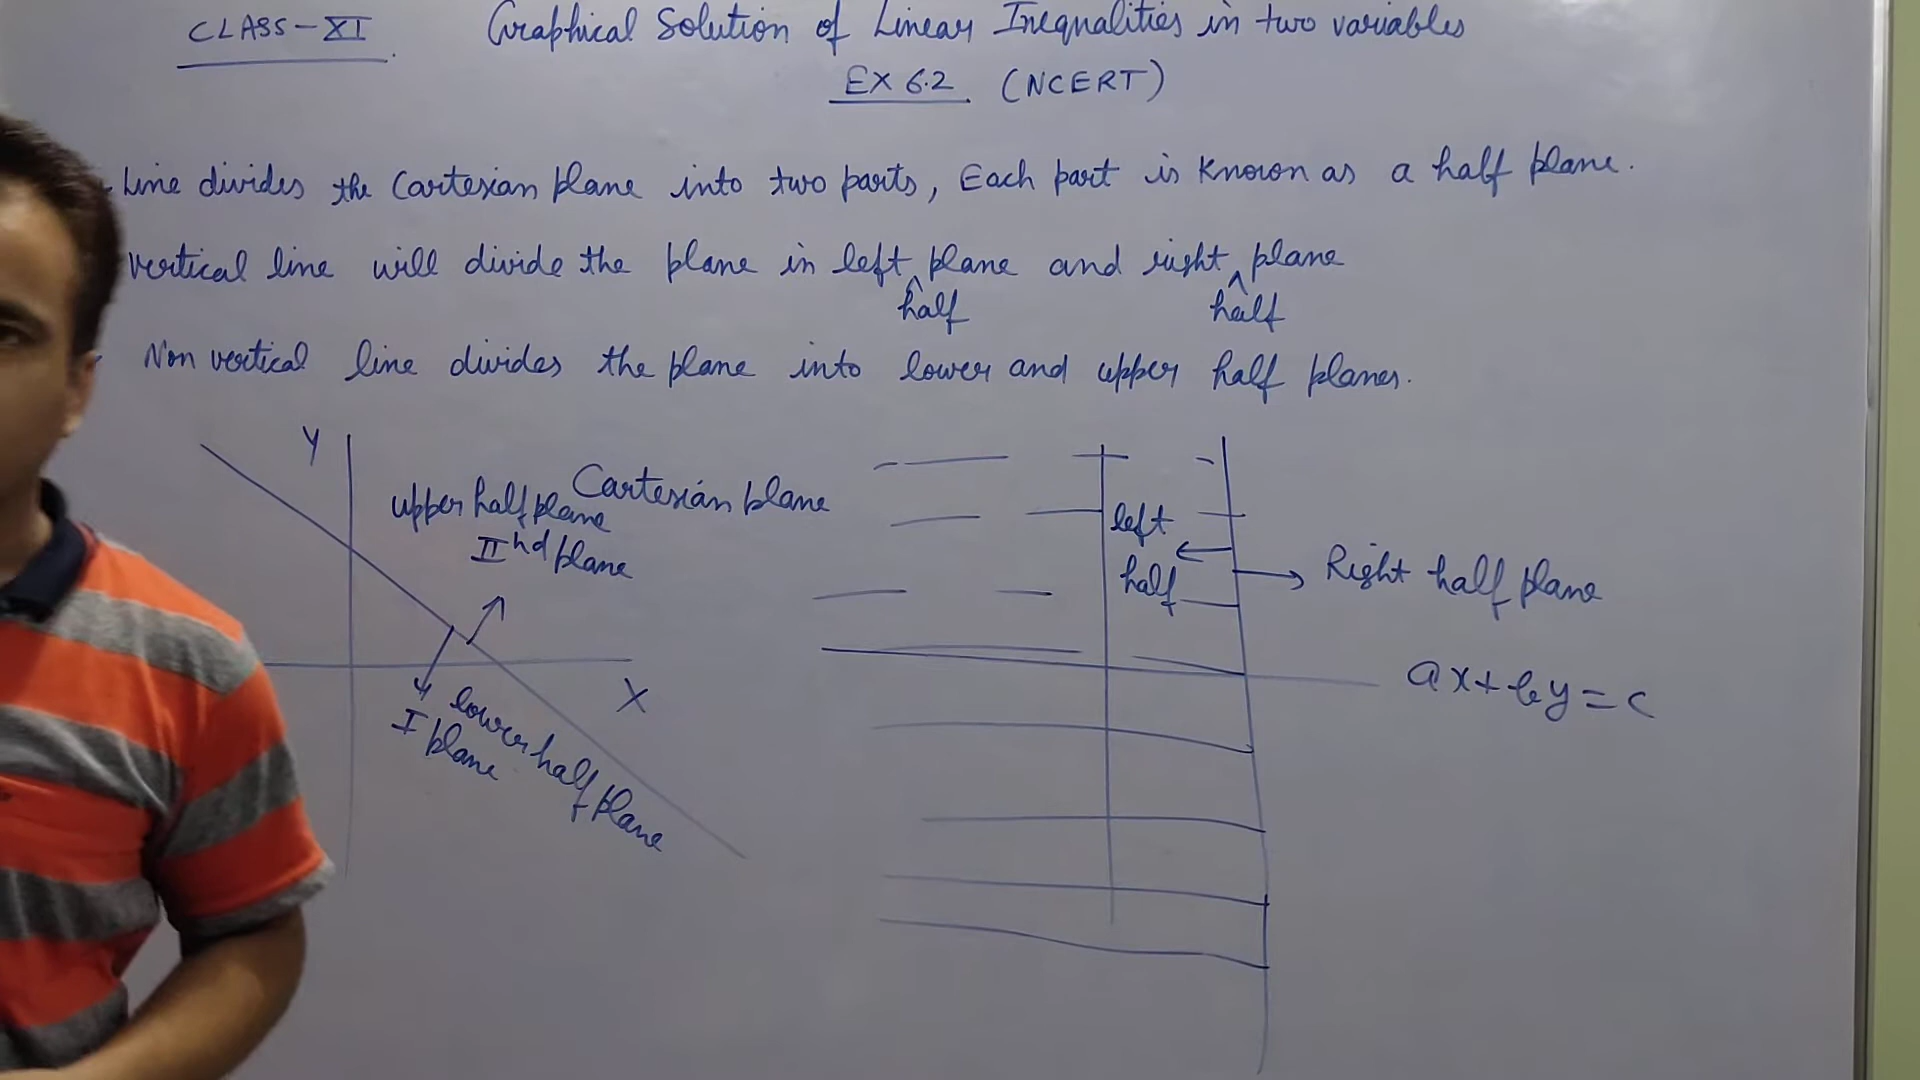 CLASS-XI
Graphical Solution of Linear Inequalities in two variables
EX 6.2 (NCERT)
Line divides the Cartesian plane into two parts, Each part is known as a half plane.
vertical line will divide the plane in left half plane and right half plane
Non vertical line divides the plane into lower and upper half planes.
Y
upper half plane
IInd plane
Cartesian plane
X
lower half plane
I plane
left
half
Right half plane
ax+by=c